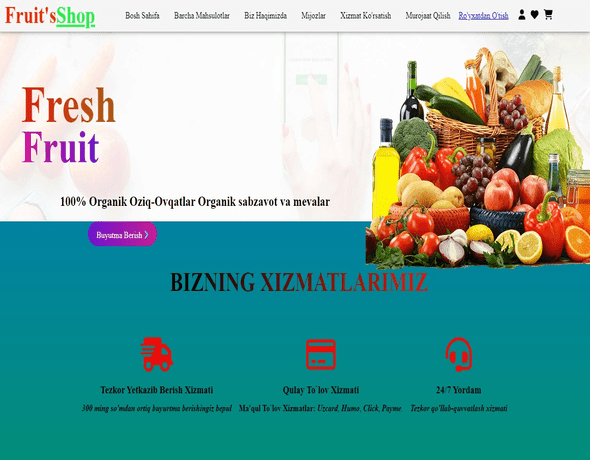 Fruit'sShop Bosh Sahifa Barcha Mahsulotlar Biz Haqimizda Mijozlar Xizmat Ko'rsatish Murojaat Qilish Ro'yxatdan O'tish
Fresh
Fruit
100% Organik Oziq-Ovqatlar Organik sabzavot va mevalar
Buyutma Berish
BIZNING XIZMATLARIMIZ
Tezkor Yetkazib Berish Xizmati
300 ming so'mdan ortiq buyurtma berishingiz bepul
Qulay To`lov Xizmati
Ma'qul To`lov Xizmatlar: Uzcard, Humo, Click, Payme
24/7 Yordam
Tezkor qo'llab-quvvatlash xizmati